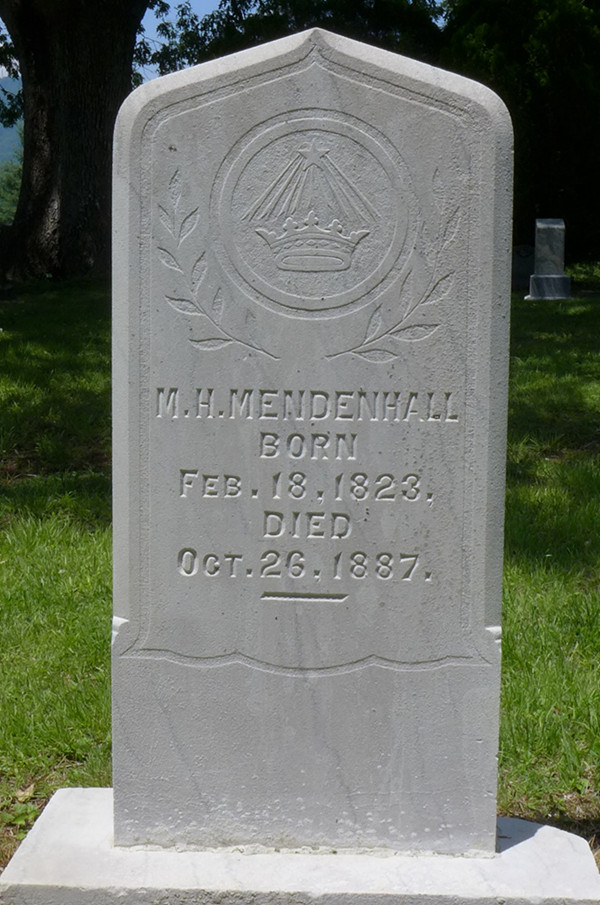 M.H.MENDENHALL
BORN
FEB. 18, 1823.
DIED
OCT. 26, 1887.